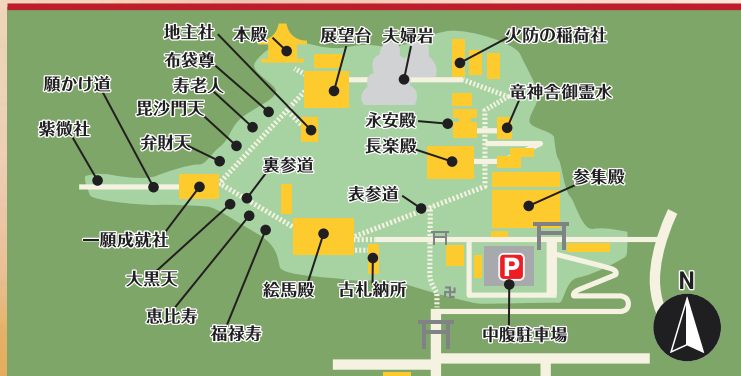 地主社
本殿
展望台
夫婦岩
火防の稲荷社
布袋尊
願かけ道
寿老人
竜神舎御霊水
毘沙門天
永安殿
紫微社
弁財天
長楽殿
裏参道
参集殿
表参道
一願成就社
大黒天
絵馬殿
古札納所
P
N
恵比寿
福禄寿
中腹駐車場
卍